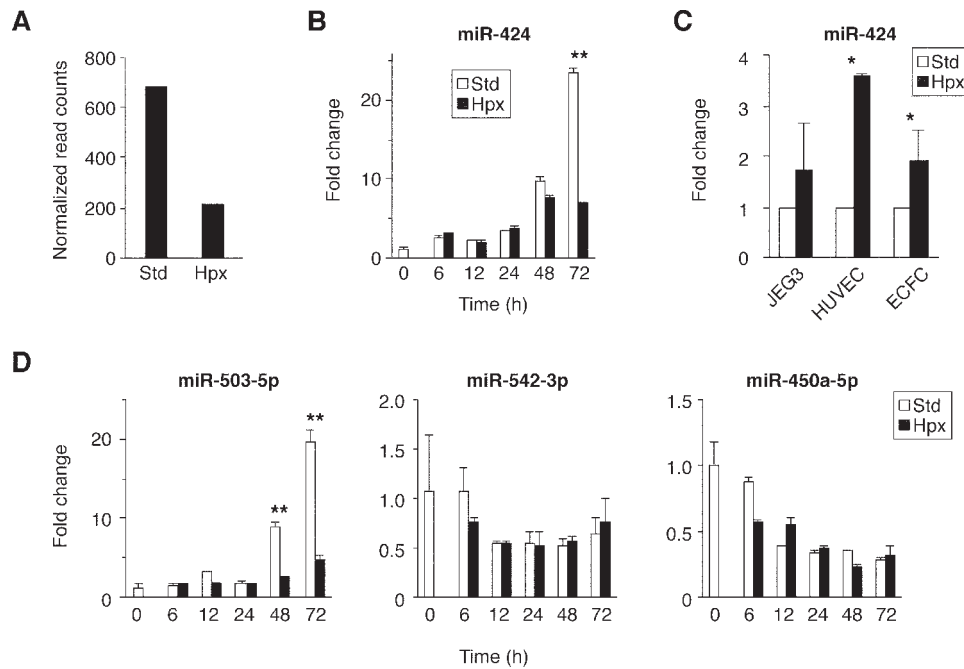 A
Normalized read counts
800
600
400
200
0
Std Hpx
B
miR-424
Fold change
20
10
0
Std
Hpx
**
0 6 12 24 48 72
Time (h)
C
miR-424
Fold change
4
3
2
1
0
Std
Hpx
*
*
JEG3
HUVEC
ECFC
D
miR-503-5p
Fold change
20
10
0
**
**
0 6 12 24 48 72
miR-542-3p
2.0
1.5
1.0
0.5
0
0 6 12 24 48 72
Time (h)
miR-450a-5p
1.5
1.0
0.5
0
0 6 12 24 48 72
Time (h)
Std
Hpx